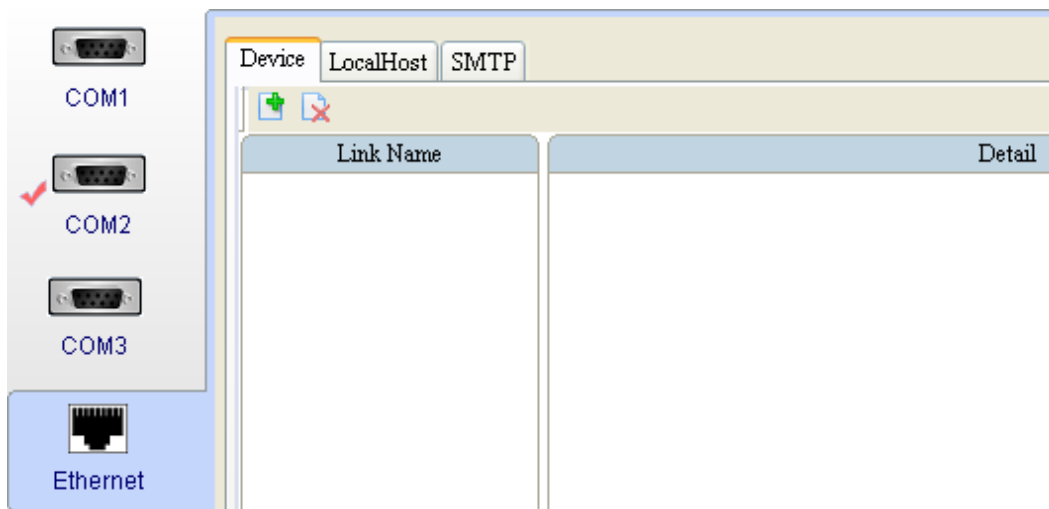 COM1
COM2
COM3
Ethernet
Device LocalHost SMTP
Link Name Detail